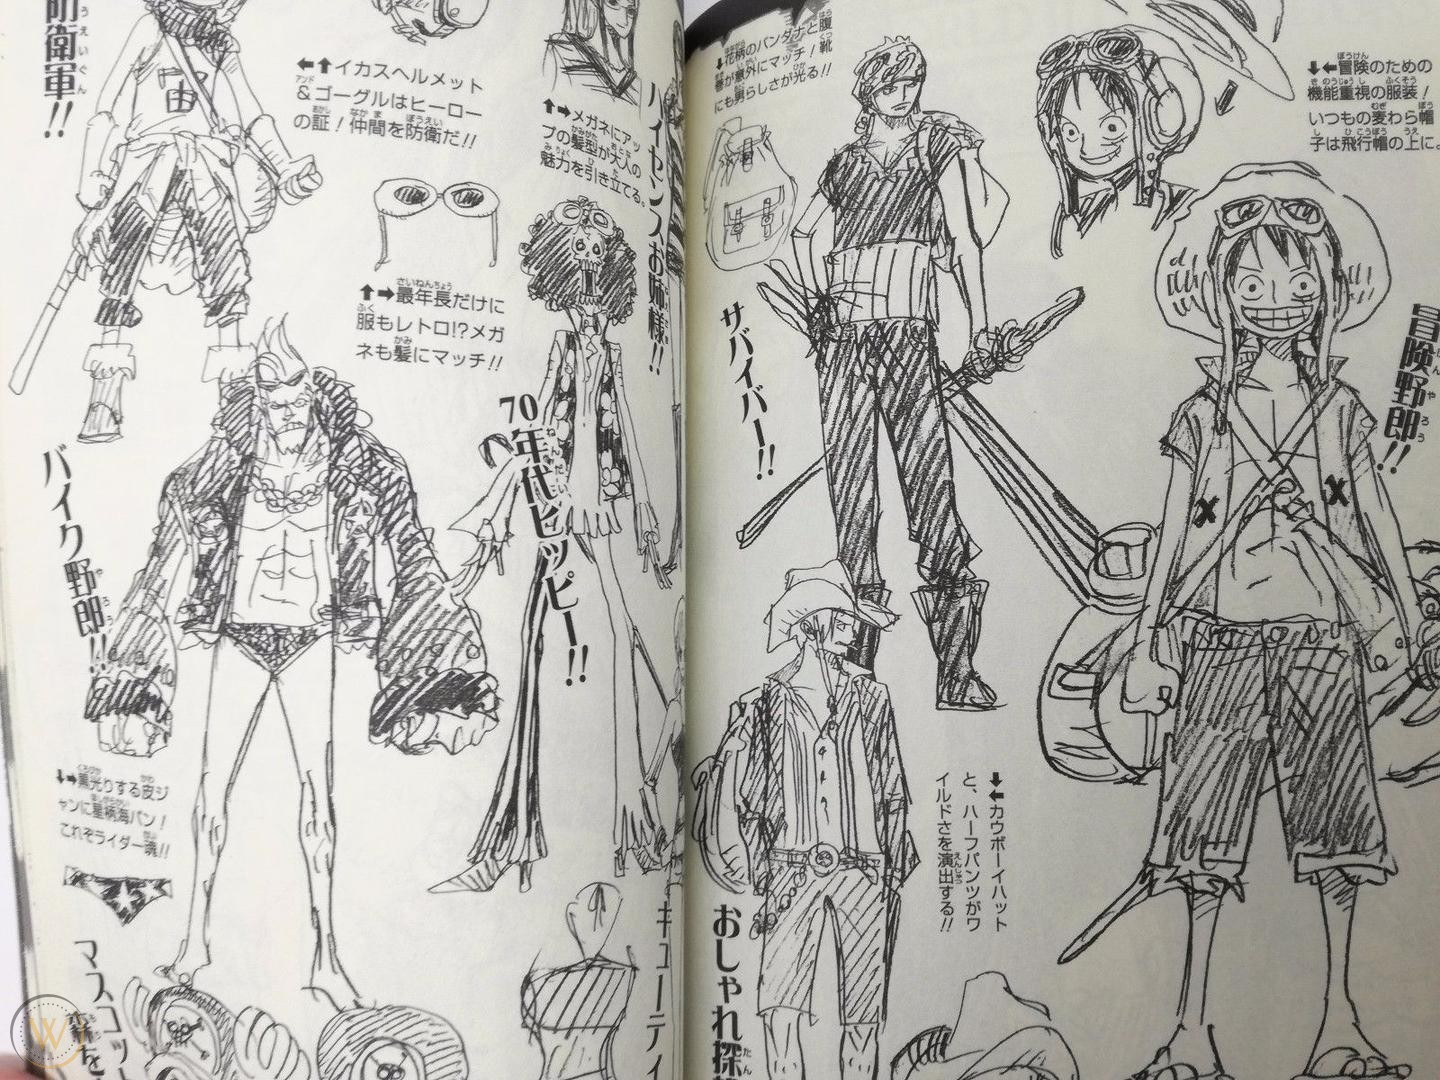 冒険野郎!!
⬇⬅冒険のための
機能重視の服装！
いつもの麦わら帽
子は飛行帽の上に。
サバイバー!!
⬇花柄のバンダナと腹
巻が意外にマッチ！靴
にも男らしさが光る!!
⬇⬅カウボーイハット
と、ハーフパンツがワ
イルドさを演出する!!
おしゃれ探
ハイセンスお姉様!!
⬆➡メガネにアッ
プの髪型が大人の
魅力を引き立てる。
防衛軍!!
⬅⬆イカスヘルメット
＆ゴーグルはヒーロー
の証！仲間を防衛だ!!
70年代ヒッピー!!
⬆➡最年長だけに
服もレトロ!?メガ
ネも髪にマッチ!!
バイク野郎!!
⬇➡黒光りする皮ジ
ャンに星柄海パン！
これぞライダー魂!!
キューティ
マスコッ